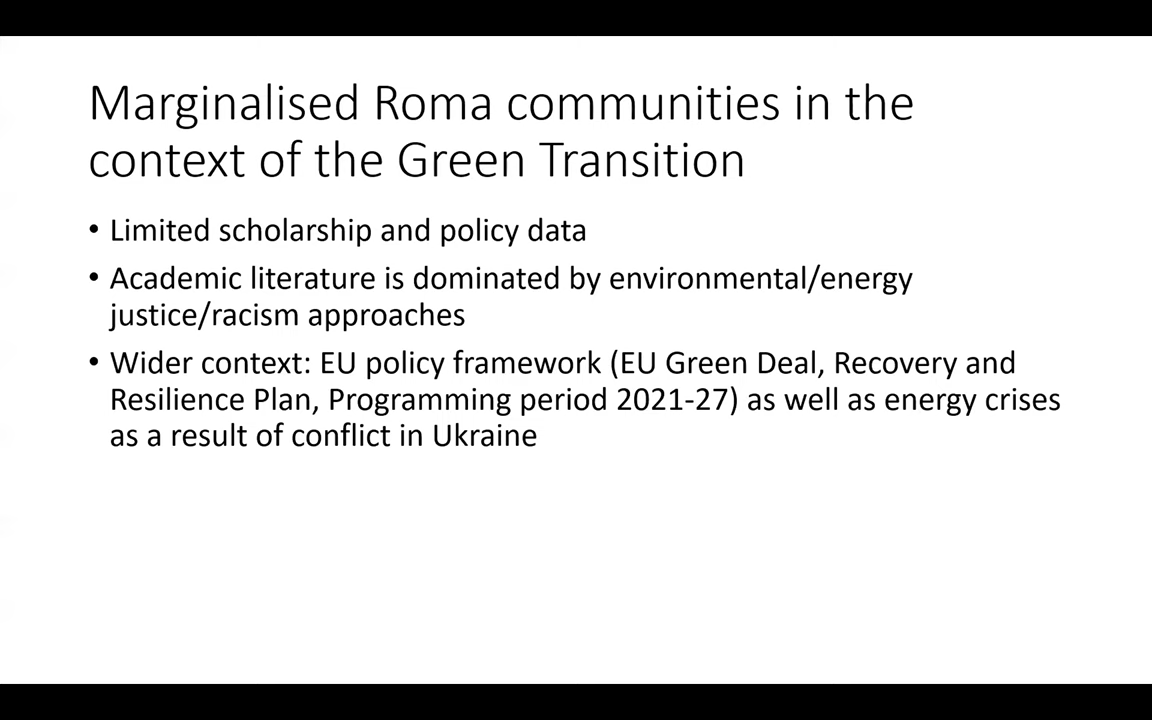 Marginalised Roma communities in the
context of the Green Transition
• Limited scholarship and policy data
• Academic literature is dominated by environmental/energy
justice/racism approaches
• Wider context: EU policy framework (EU Green Deal, Recovery and
Resilience Plan, Programming period 2021-27) as well as energy crises
as a result of conflict in Ukraine